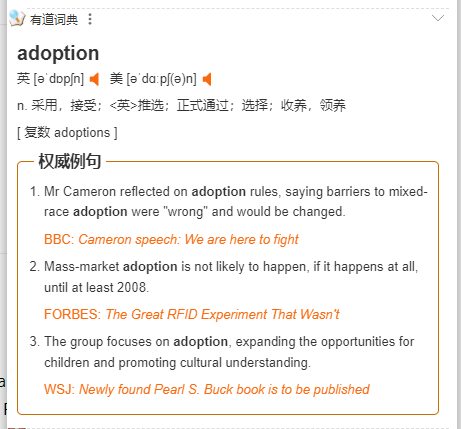 有道词典
adoption
英 [əˈdɒpʃn] 美 [əˈdɑːpʃ(ə)n]
n. 采用，接受；<英>推选；正式通过；选择；收养，领养
[ 复数 adoptions ]
权威例句
1. Mr Cameron reflected on adoption rules, saying barriers to mixed-
race adoption were "wrong" and would be changed.
BBC: Cameron speech: We are here to fight
2. Mass-market adoption is not likely to happen, if it happens at all,
until at least 2008.
FORBES: The Great RFID Experiment That Wasn't
3. The group focuses on adoption, expanding the opportunities for
children and promoting cultural understanding.
WSJ: Newly found Pearl S. Buck book is to be published